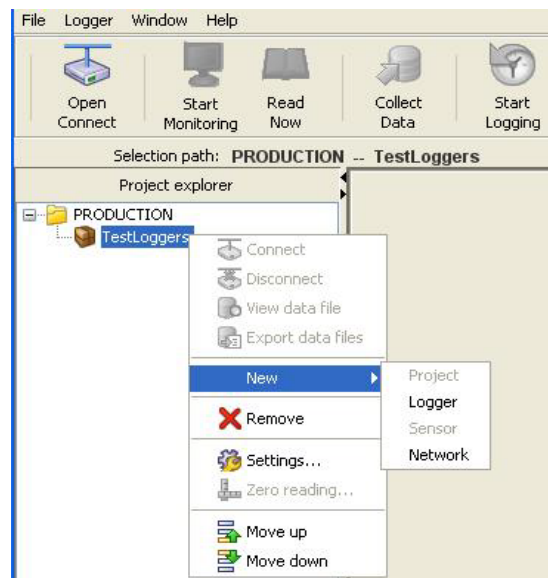 File Logger Window Help
Open Connect
Start Monitoring
Read Now
Collect Data
Start Logging
Selection path: PRODUCTION -- TestLoggers
Project explorer
PRODUCTION
TestLoggers
Connect
Disconnect
View data file
Export data files
New
Project
Logger
Sensor
Network
Remove
Settings...
Zero reading...
Move up
Move down